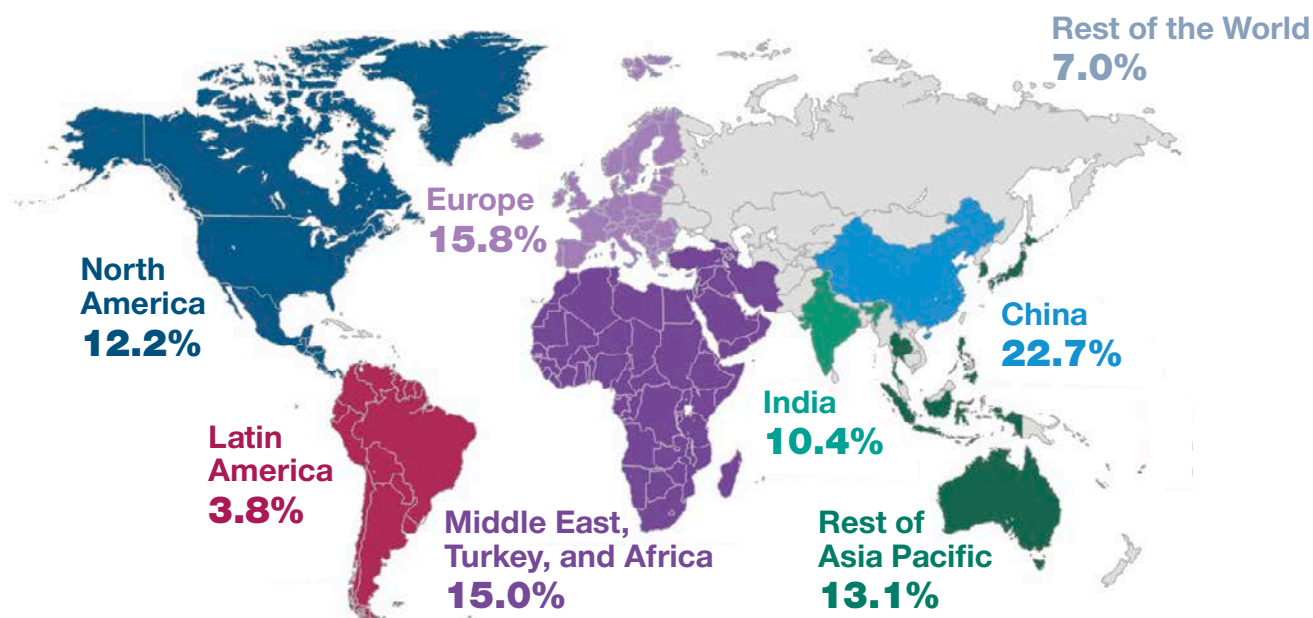 Rest of the World
7.0%
Europe
15.8%
North
America
12.2%
China
22.7%
India
10.4%
Latin
America
3.8%
Middle East,
Turkey, and Africa
15.0%
Rest of
Asia Pacific
13.1%